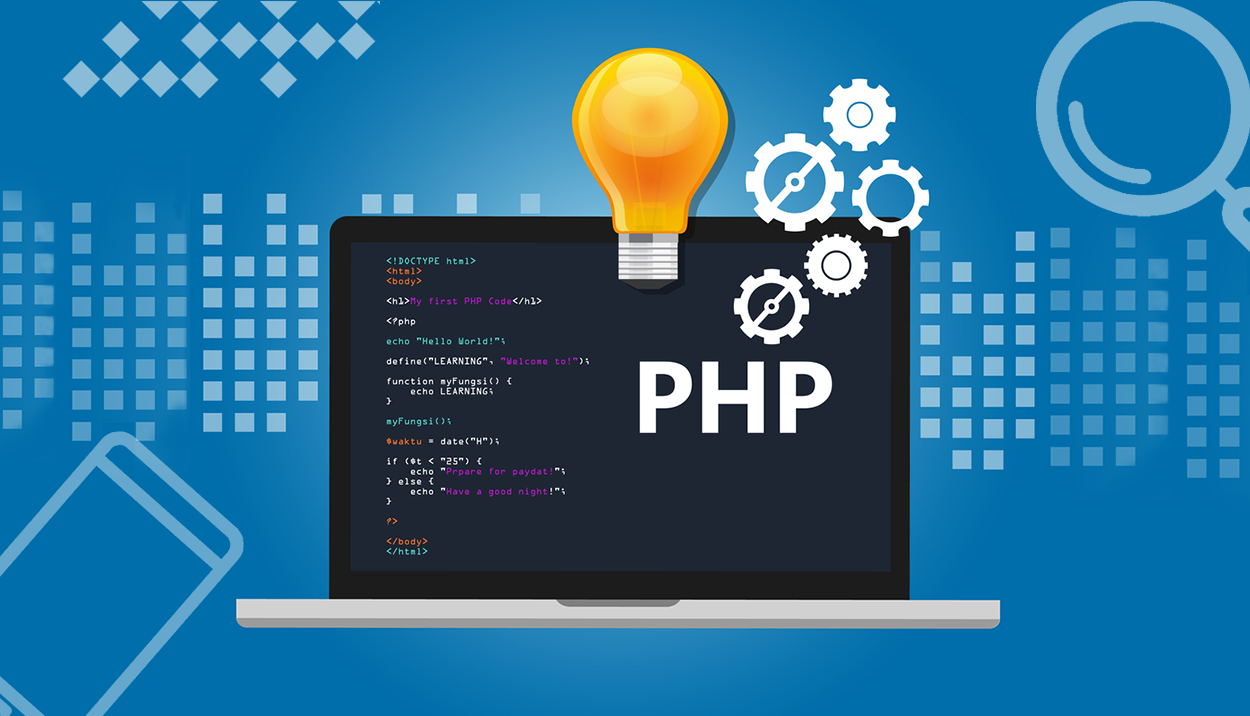 <!DOCTYPE html>
<html>
<body>
<h1>My first PHP Code</h1>
<?php
echo "Hello World!";
define("LEARNING", "Welcome to!");
function myFungsi() {
echo LEARNING;
}
myFungsi();
$waktu = date("H");
if ($t < "25") {
echo "Prpare for paydat!";
} else {
echo "Have a good night!";
}
?>
</body>
</html>
PHP